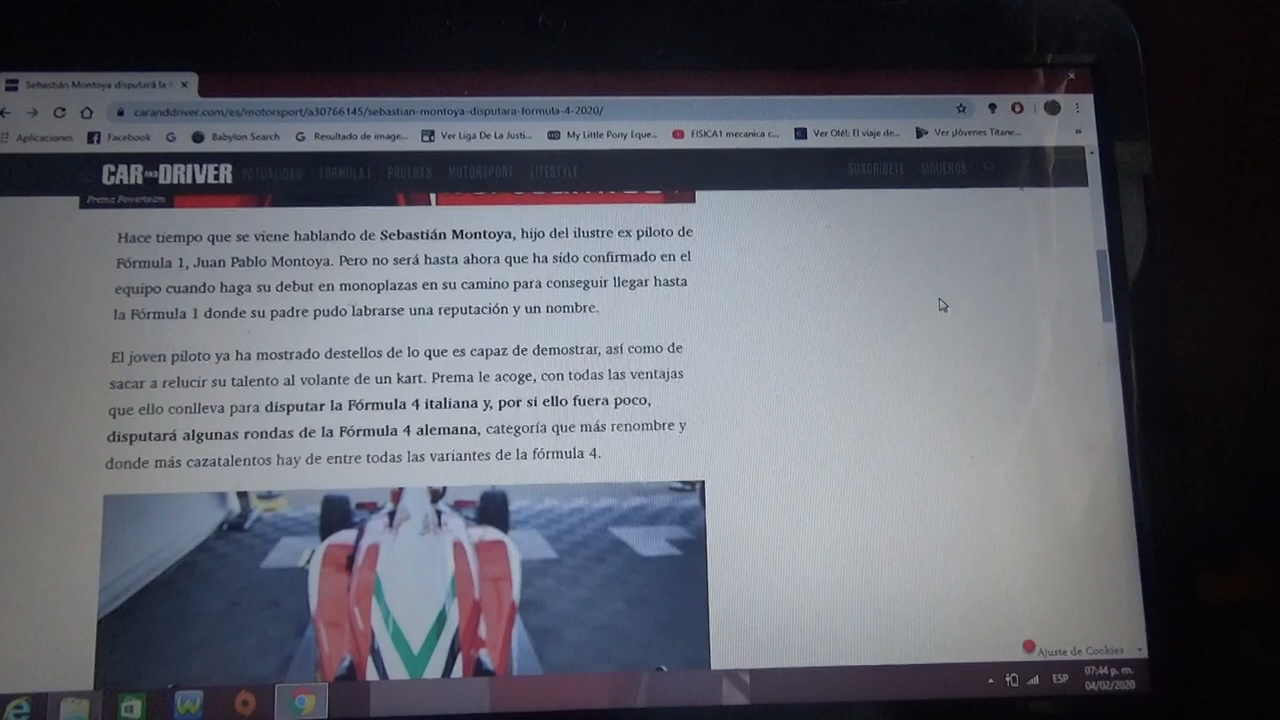 Sebastián Montoya disputará la
caranddriver.com/es/motorsport/a30766145/sebastian-montoya-disputara-formula-4-2020/
Aplicaciones Facebook G Babylon Search Resultado de image... Ver Liga De La Justi... My Little Pony Eque... FISICA1 mecanica c... Ver Olé!: El viaje de... Ver ¡Jóvenes Titane... »
CAR AND DRIVER ACTUALIDAD FÓRMULA 1 PRUEBAS MOTORSPORT LIFESTYLE SUSCRÍBETE SÍGUENOS
Prema Powerteam
Hace tiempo que se viene hablando de Sebastián Montoya, hijo del ilustre ex piloto de
Fórmula 1, Juan Pablo Montoya. Pero no será hasta ahora que ha sido confirmado en el
equipo cuando haga su debut en monoplazas en su camino para conseguir llegar hasta
la Fórmula 1 donde su padre pudo labrarse una reputación y un nombre.
El joven piloto ya ha mostrado destellos de lo que es capaz de demostrar, así como de
sacar a relucir su talento al volante de un kart. Prema le acoge, con todas las ventajas
que ello conlleva para disputar la Fórmula 4 italiana y, por si ello fuera poco,
disputará algunas rondas de la Fórmula 4 alemana, categoría que más renombre y
donde más cazatalentos hay de entre todas las variantes de la fórmula 4.
Ajuste de Cookies
ESP
07:44 p. m.
04/02/2020